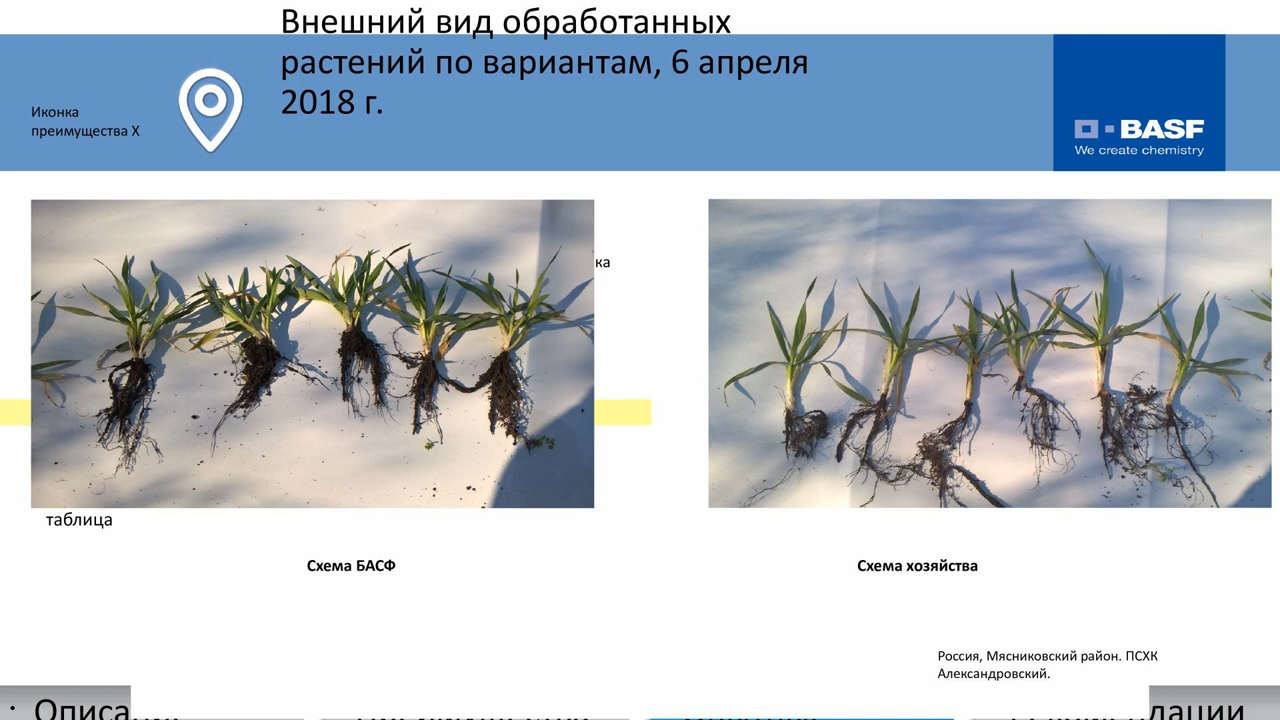 Внешний вид обработанных
растений по вариантам, 6 апреля
2018 г.
Иконка
преимущества X
BASF
We create chemistry
ка
таблица
Схема БАСФ
Схема хозяйства
Россия, Мясниковский район. ПСХК
Александровский.